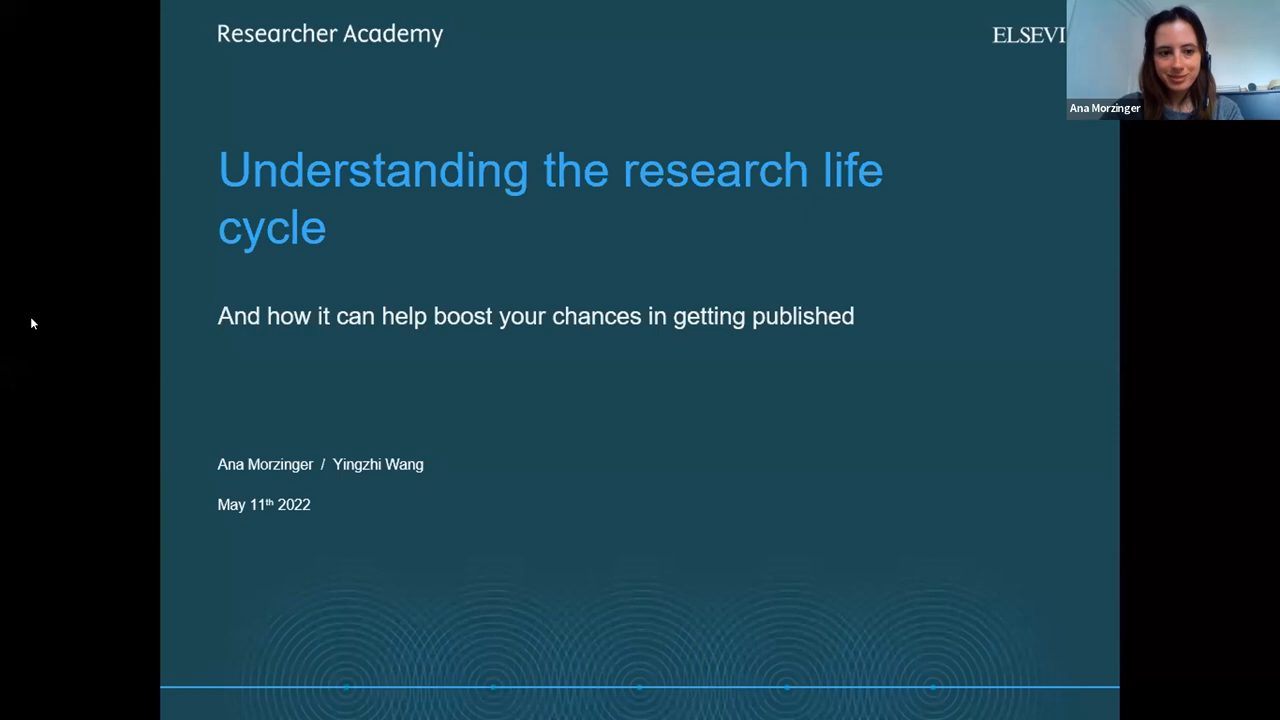 Researcher Academy
ELSEVI
Ana Morzinger
Understanding the research life
cycle
And how it can help boost your chances in getting published
Ana Morzinger / Yingzhi Wang
May 11th 2022